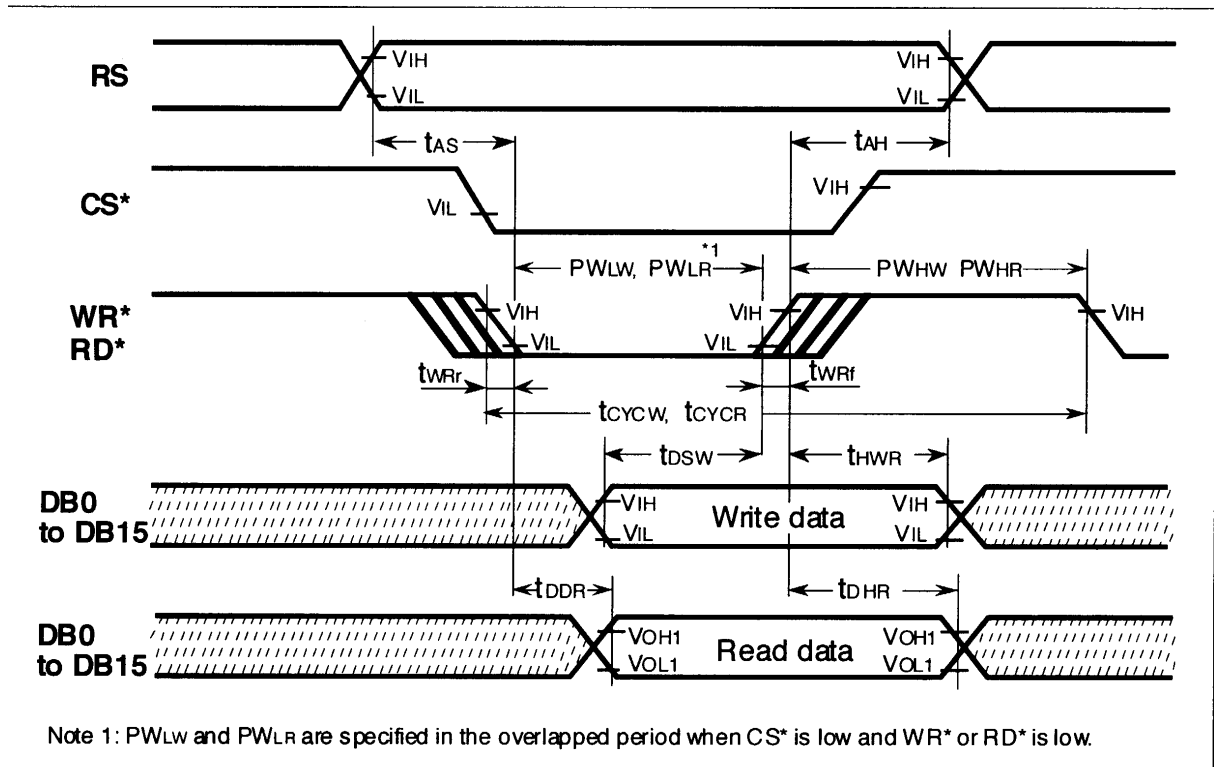 RS
VIH
VIH
VIL
VIL
tAS
tAH
CS*
VIL
VIH
PWLW, PWLR *1
PWHW PWHR
WR*
RD*
VIH
VIL
VIL
VIH
VIH
tWRr
tWRf
tCYCW, tCYCR
tDSW
tHWR
DB0
to DB15
VIH
VIL
Write data
VIH
VIL
tDDR
tDHR
DB0
to DB15
VOH1
VOL1
Read data
VOH1
VOL1
Note 1: PWLW and PWLR are specified in the overlapped period when CS* is low and WR* or RD* is low.